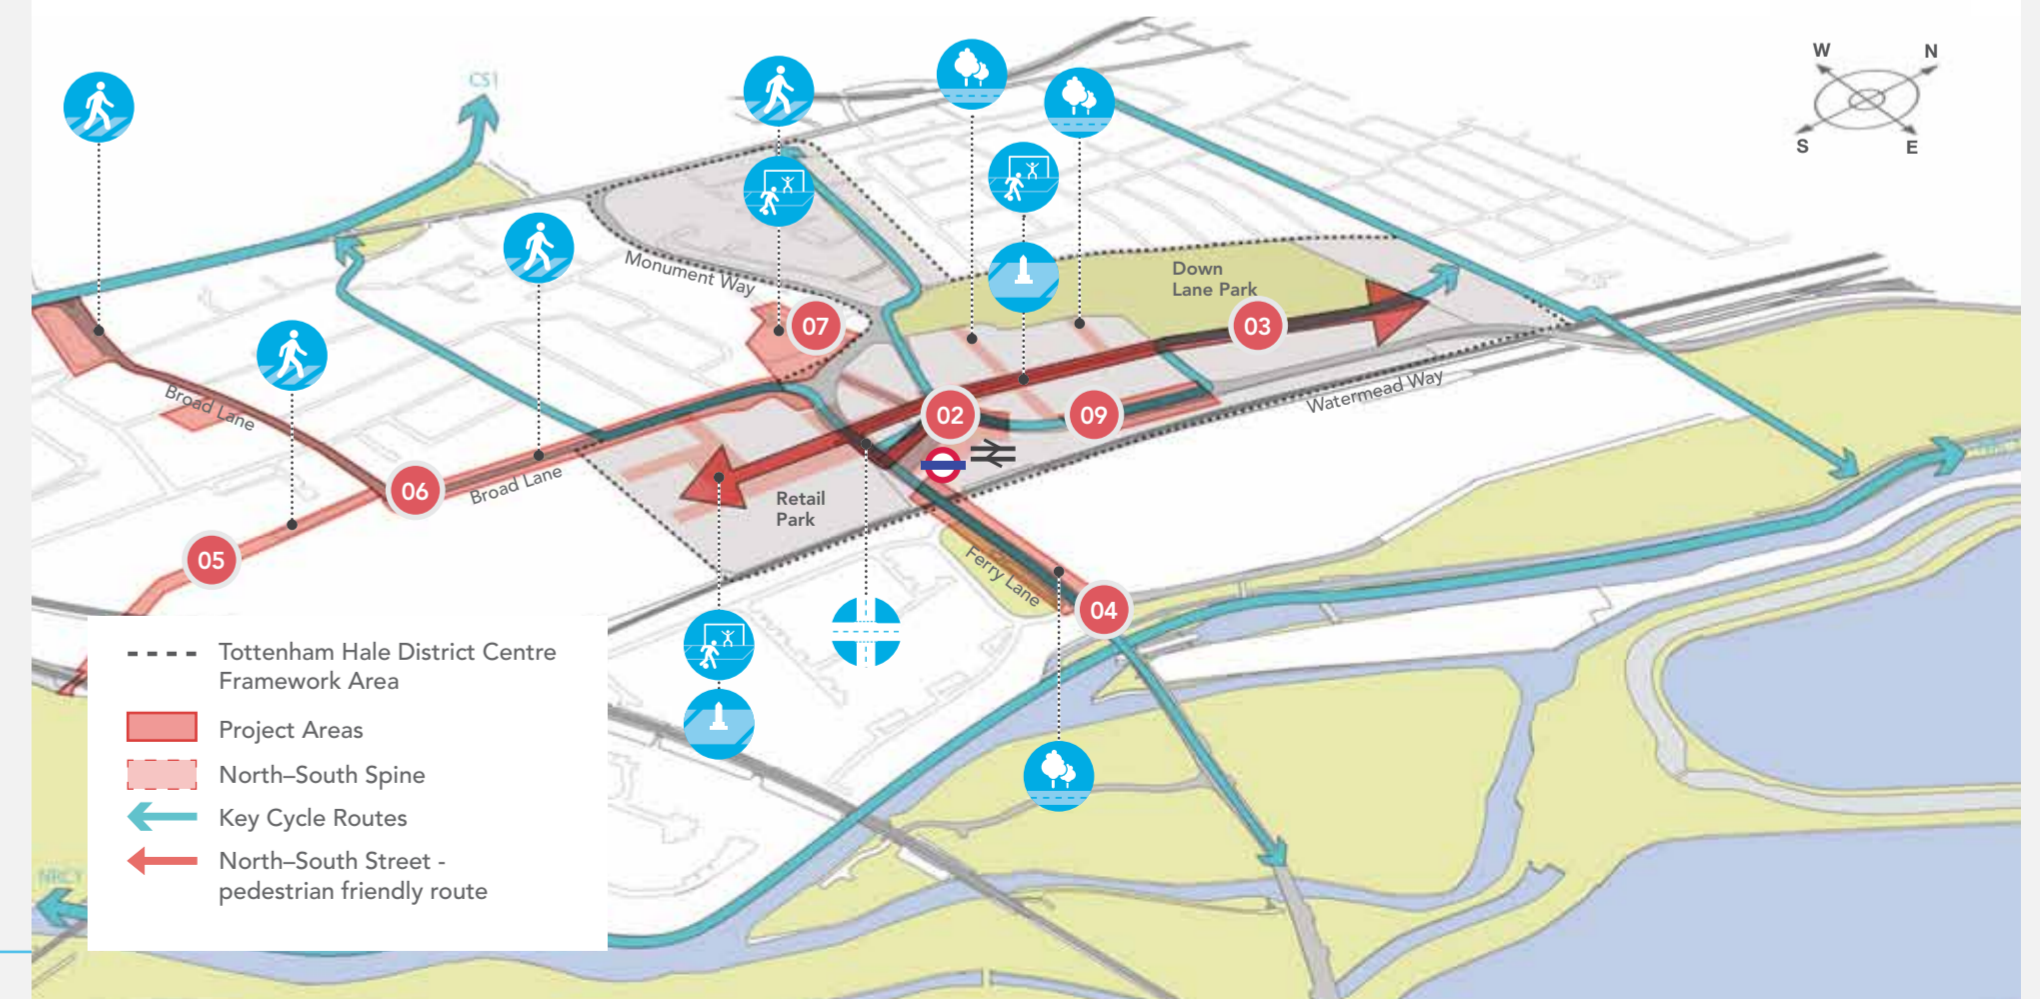 CS1
W
N
S
E
Monument Way
Down
Lane Park
07
03
Broad Lane
02
09
Watermead Way
06
Broad Lane
Retail
Park
05
Ferry Lane
04
Tottenham Hale District Centre
Framework Area
Project Areas
North–South Spine
Key Cycle Routes
North–South Street -
pedestrian friendly route